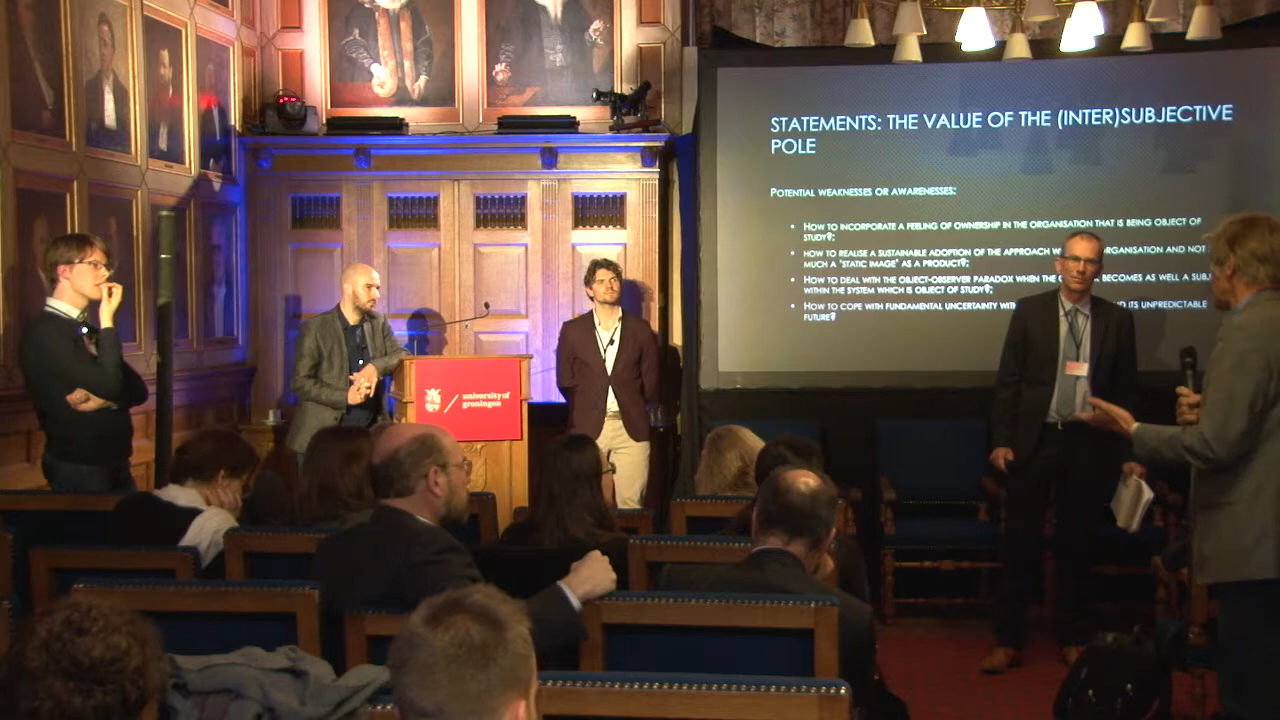 STATEMENTS: THE VALUE OF THE (INTER)SUBJECTIVE
POLE
POTENTIAL WEAKNESSES OR AWARENESSES:
• HOW TO INCORPORATE A FEELING OF OWNERSHIP IN THE ORGANISATION THAT IS BEING OBJECT OF
STUDY?;
• HOW TO REALISE A SUSTAINABLE ADOPTION OF THE APPROACH ORGANISATION AND NOT
MUCH A "STATIC IMAGE" AS A PRODUCT?;
• HOW TO DEAL WITH THE OBJECT-OBSERVER PARADOX WHEN THE BECOMES AS WELL A
WITHIN THE SYSTEM WHICH IS OBJECT OF STUDY?;
• HOW TO COPE WITH FUNDAMENTAL UNCERTAINTY ITS UNPREDICTABLE
FUTURE?
university of
groningen